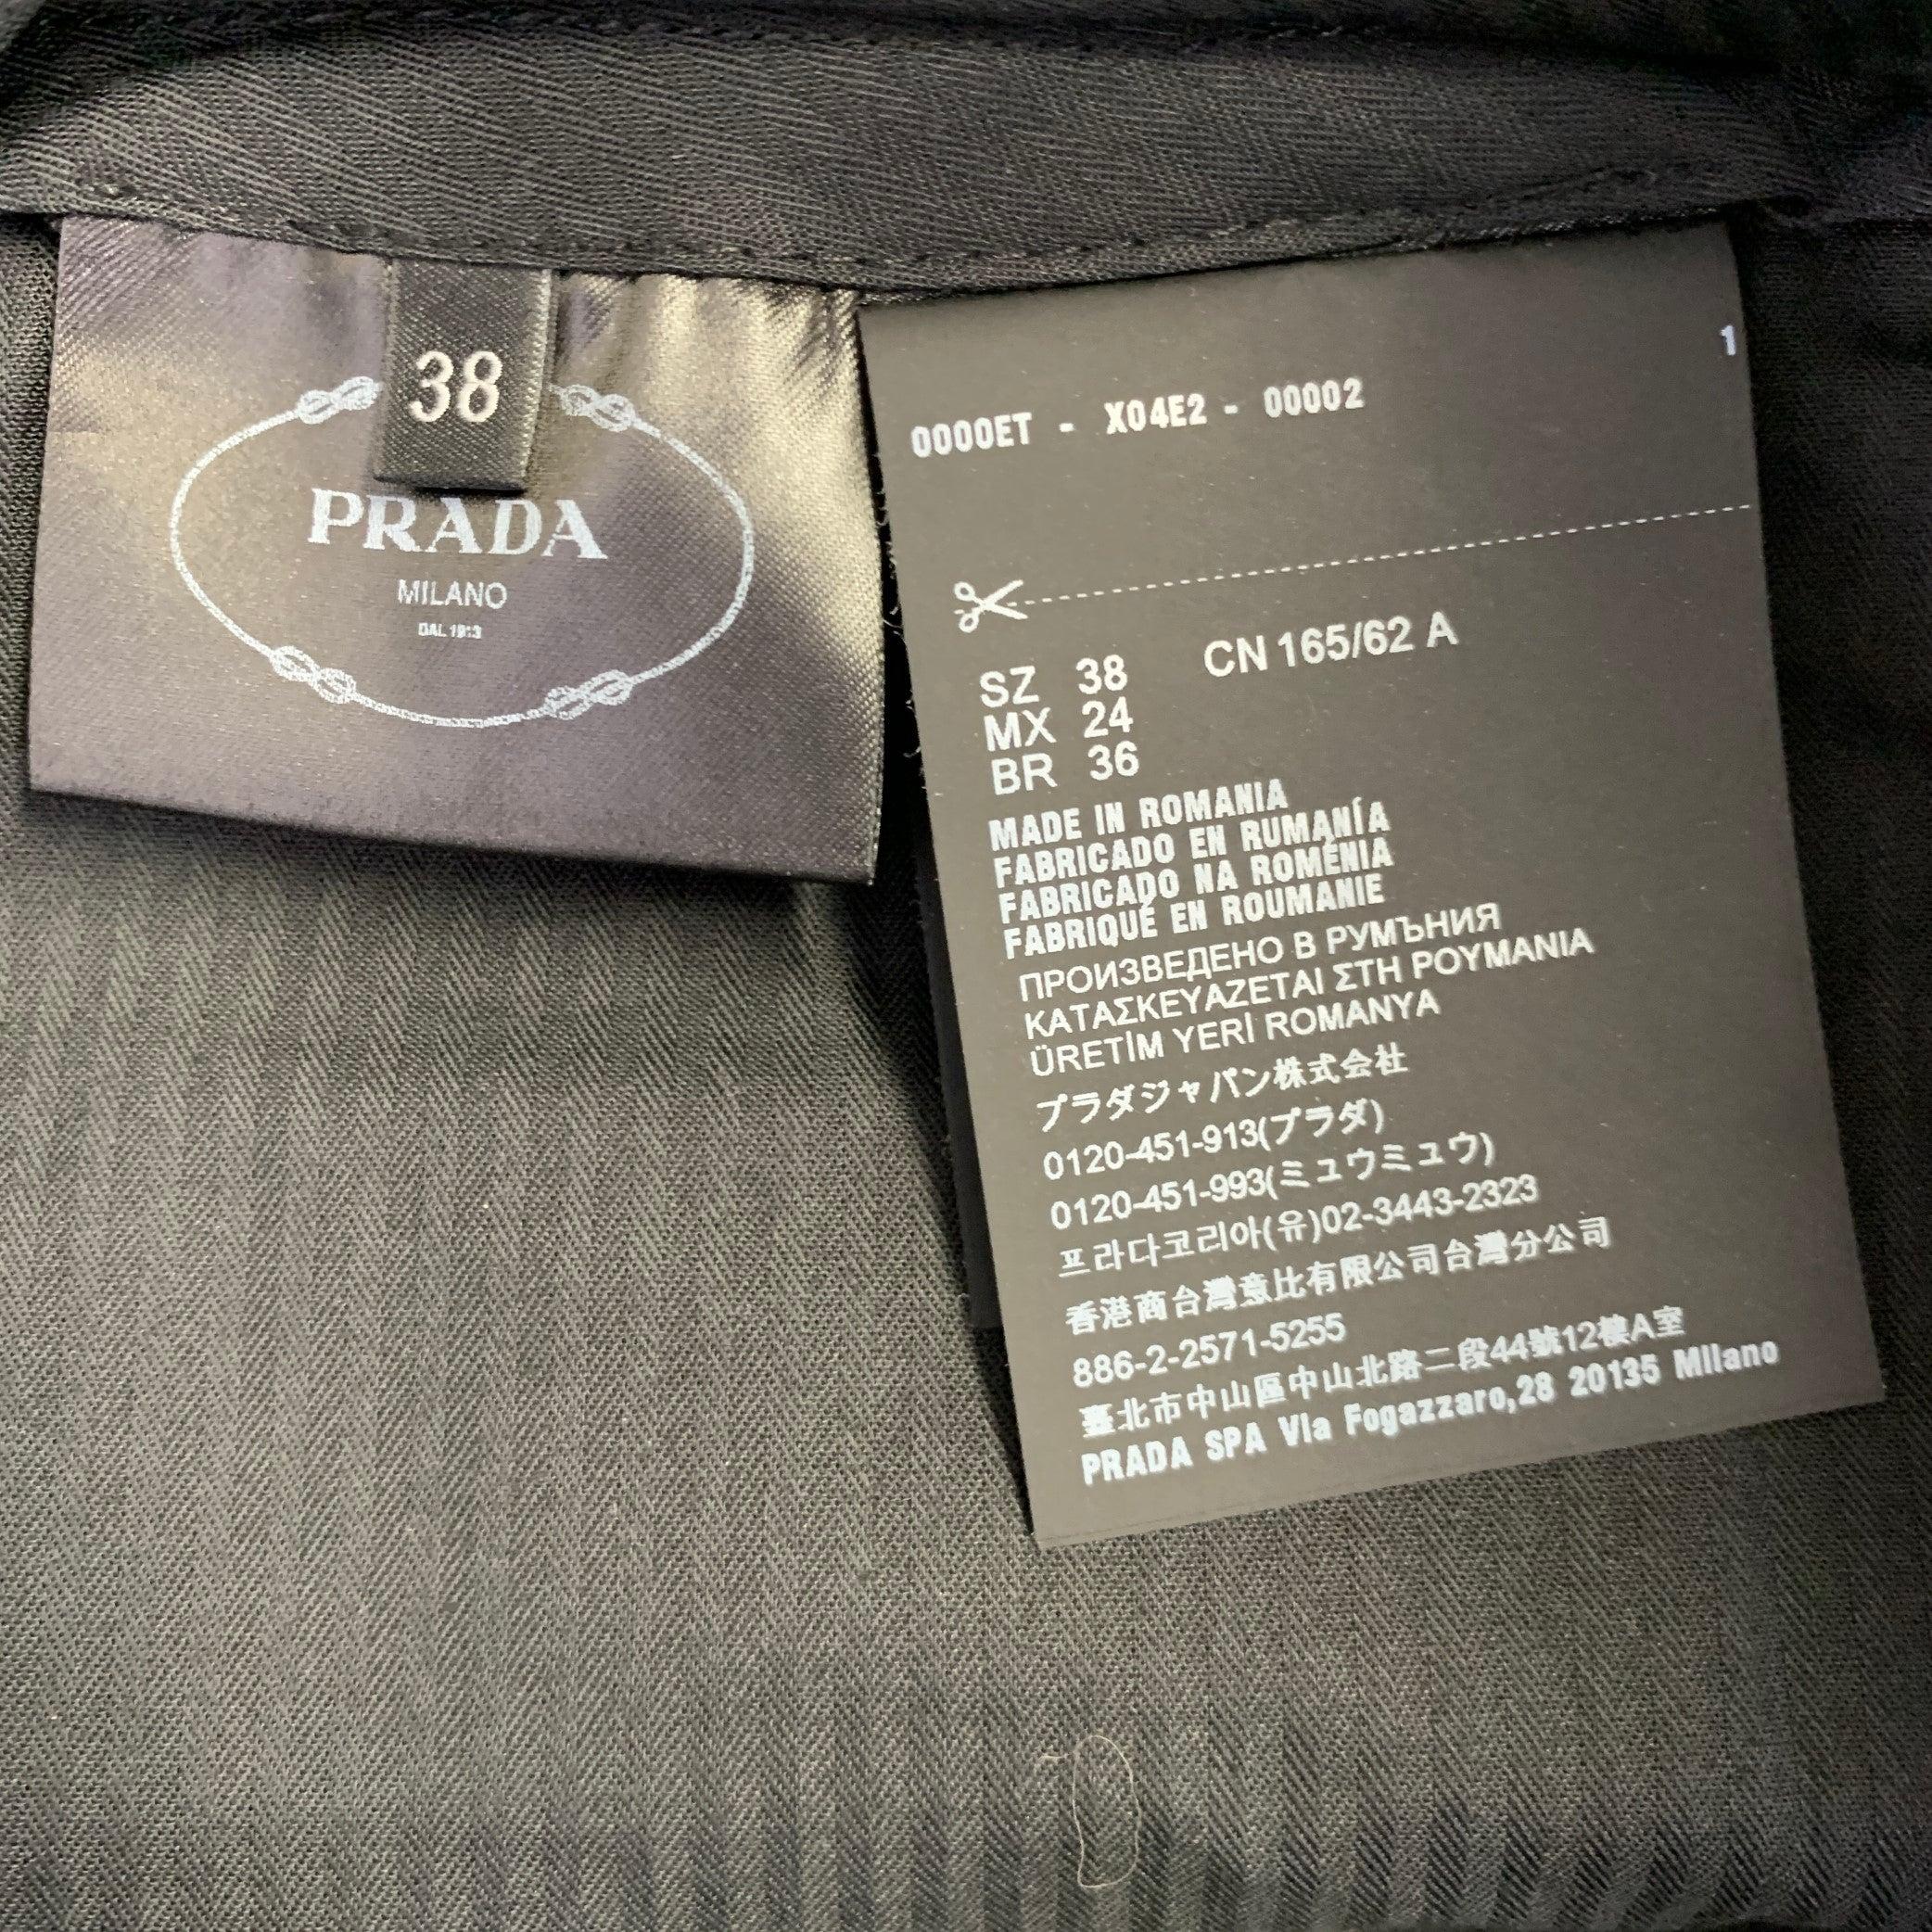 38
PRADA
MILANO
DAL 1913
1
0000ET - X04E2 - 00002
SZ 38 CN 165/62 A
MX 24
BR 36
MADE IN ROMANIA
FABRICADO EN RUMANÍA
FABRICADO NA ROMÉNIA
FABRIQUÉ EN ROUMANIE
ПРОИЗВЕДЕНО В РУМЪНИЯ
ΚΑΤΑΣΚΕΥΑΖΕΤΑΙ ΣΤΗ ΡΟΥΜΑΝΙΑ
ÜRETİM YERİ ROMANYA
プラダジャパン株式会社
0120-451-913(プラダ)
0120-451-993(ミュウミュウ)
프라다코리아(유)02-3443-2323
香港商台灣意比有限公司台灣分公司
886-2-2571-5255
臺北市中山區中山北路二段44號12樓A室
PRADA SPA Via Fogazzaro,28 20135 Milano